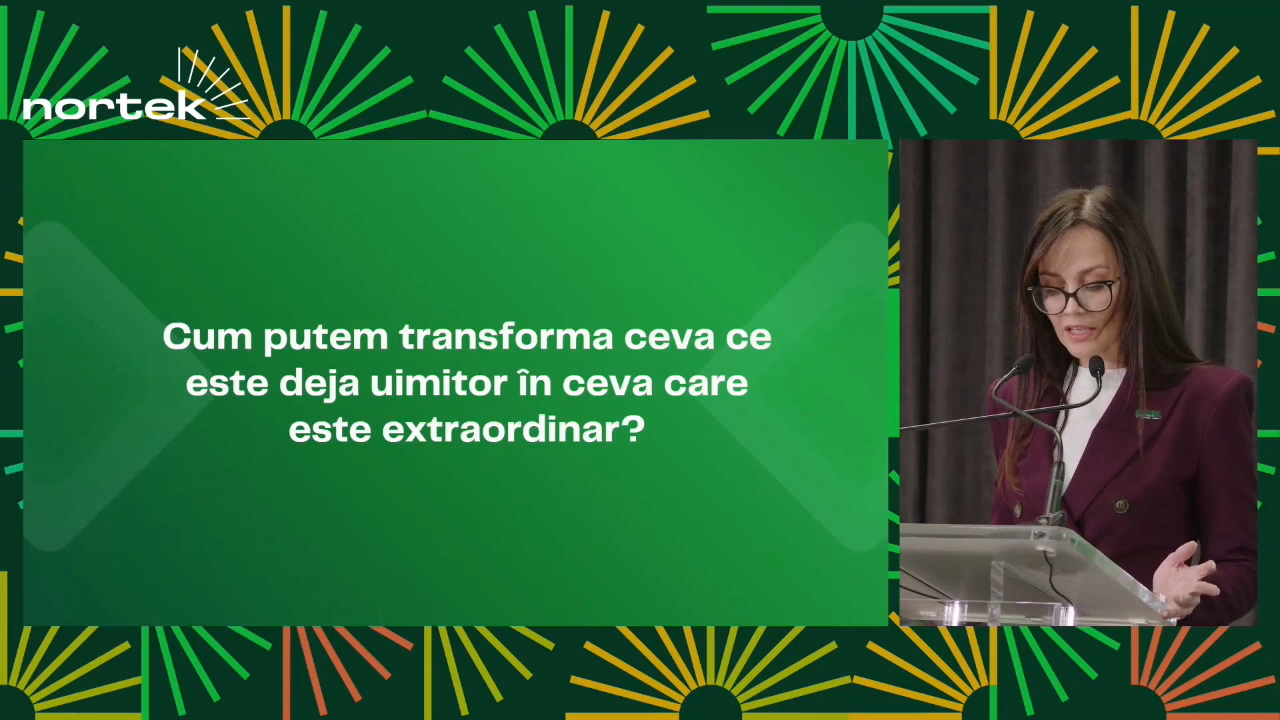 nortek
Cum putem transforma ceva ce
este deja uimitor în ceva care
este extraordinar?